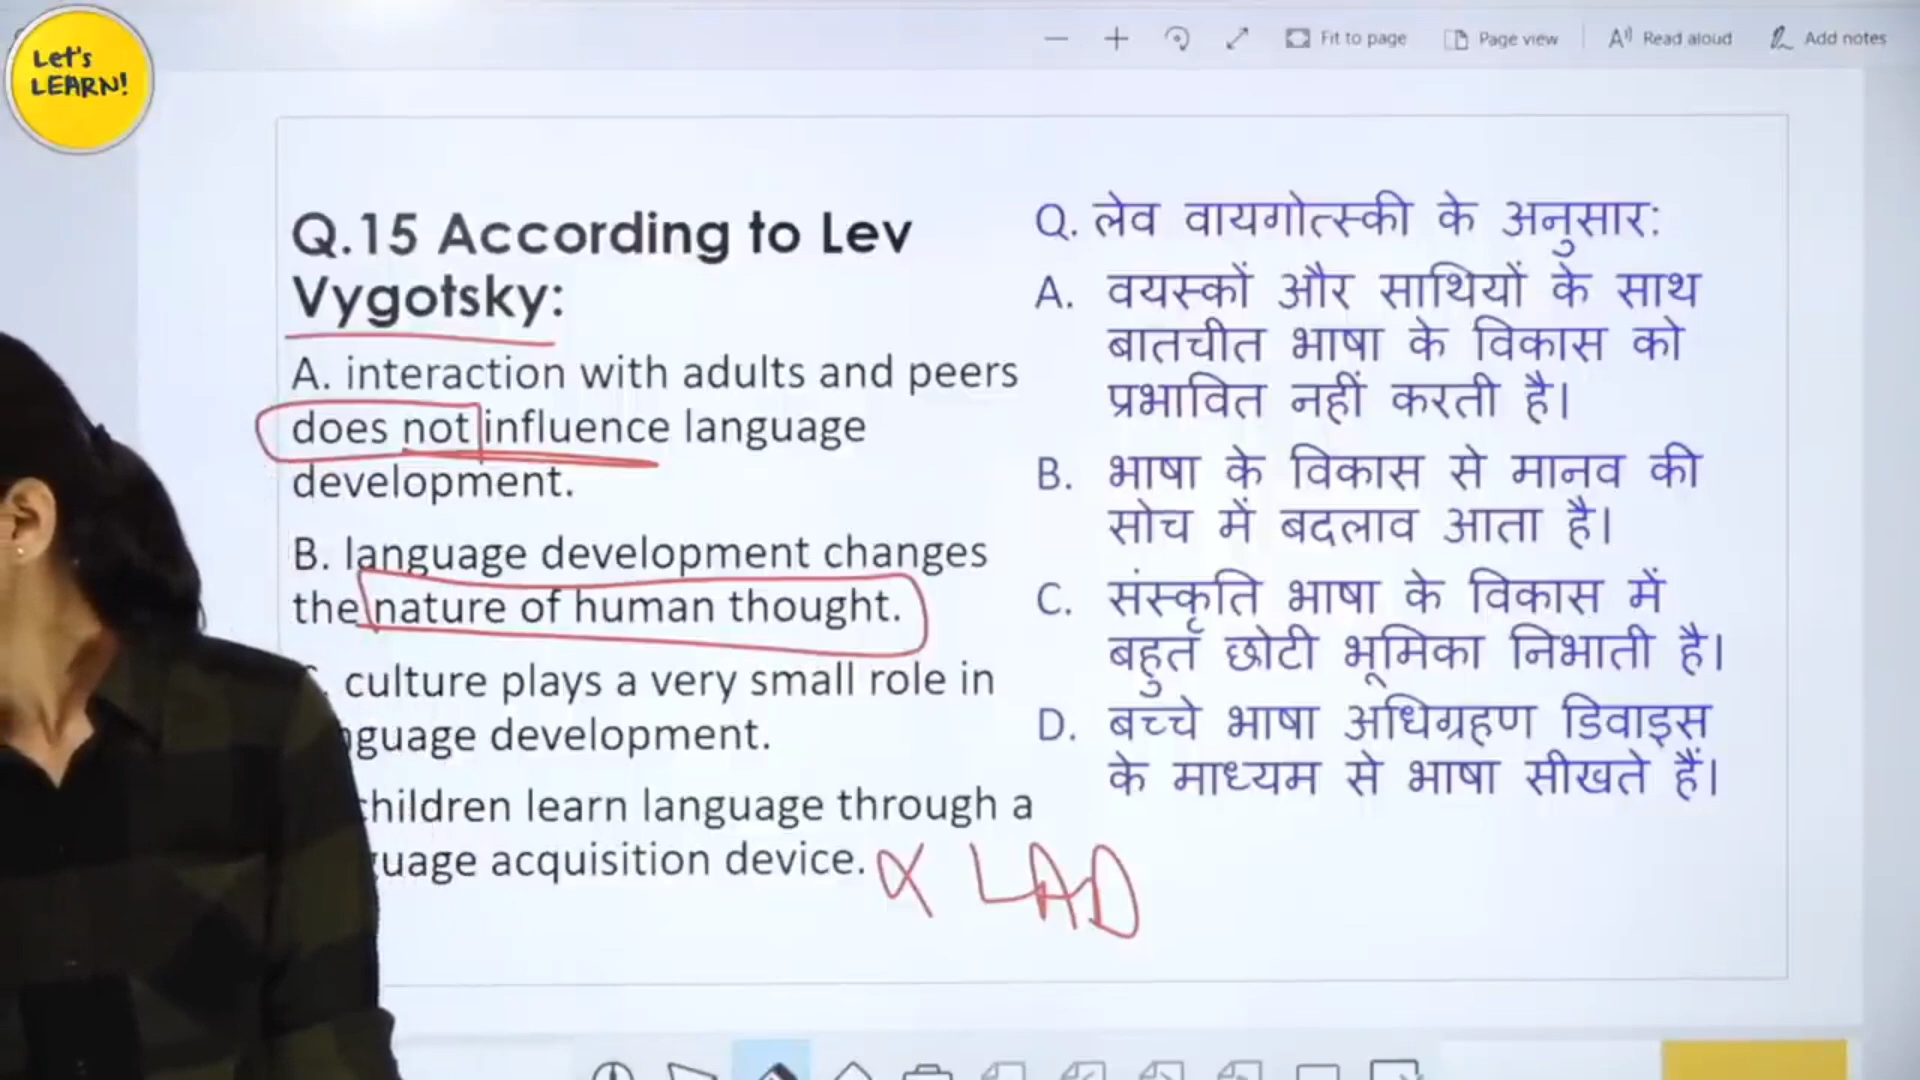 Let's
LEARN!
Fit to page
Page view
Read aloud
Add notes
Q.15 According to Lev
Vygotsky:
A. interaction with adults and peers
does not influence language
development.
B. language development changes
the nature of human thought.
culture plays a very small role in
guage development.
hildren learn language through a
guage acquisition device.
LAD
Q. लेव वायगोत्स्की के अनुसार:
A. वयस्कों और साथियों के साथ
बातचीत भाषा के विकास को
प्रभावित नहीं करती है।
B. भाषा के विकास से मानव की
सोच में बदलाव आता है।
C. संस्कृति भाषा के विकास में
बहुत छोटी भूमिका निभाती है।
D. बच्चे भाषा अधिग्रहण डिवाइस
के माध्यम से भाषा सीखते हैं।